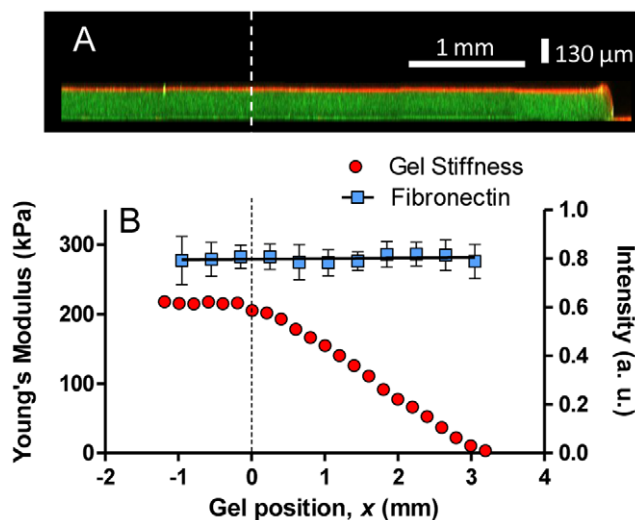 A
1 mm
130 µm
Gel Stiffness
Fibronectin
B
Young's Modulus (kPa)
300
200
100
0
1.0
0.8
0.6
0.4
0.2
0.0
Intensity (a. u.)
-2 -1 0 1 2 3 4
Gel position, x (mm)